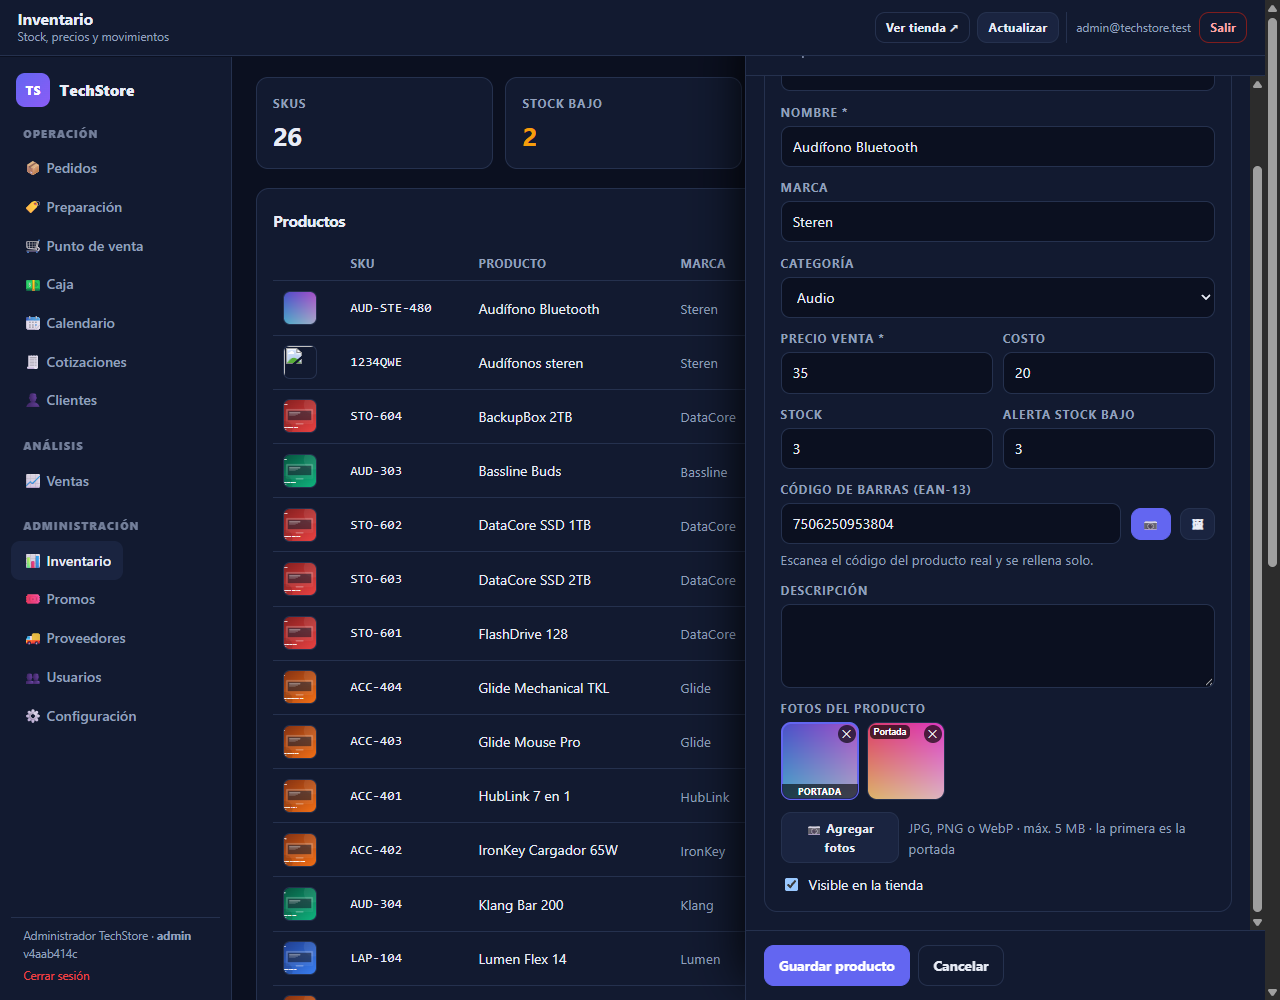 Inventario
Stock, precios y movimientos
Ver tienda ↗
Actualizar
admin@techstore.test
Salir
TS
TechStore
OPERACIÓN
Pedidos
Preparación
Punto de venta
Caja
Calendario
Cotizaciones
Clientes
ANÁLISIS
Ventas
ADMINISTRACIÓN
Inventario
Promos
Proveedores
Usuarios
Configuración
Administrador TechStore · admin
v4aab414c
Cerrar sesión
SKUS
26
STOCK BAJO
2
Productos
SKU PRODUCTO MARCA
AUD-STE-480 Audífono Bluetooth Steren
1234QWE Audífonos steren Steren
STO-604 BackupBox 2TB DataCore
AUD-303 Bassline Buds Bassline
STO-602 DataCore SSD 1TB DataCore
STO-603 DataCore SSD 2TB DataCore
STO-601 FlashDrive 128 DataCore
ACC-404 Glide Mechanical TKL Glide
ACC-403 Glide Mouse Pro Glide
ACC-401 HubLink 7 en 1 HubLink
ACC-402 IronKey Cargador 65W IronKey
AUD-304 Klang Bar 200 Klang
LAP-104 Lumen Flex 14 Lumen
NOMBRE *
Audífono Bluetooth
MARCA
Steren
CATEGORÍA
Audio
PRECIO VENTA * COSTO
35 20
STOCK ALERTA STOCK BAJO
3 3
CÓDIGO DE BARRAS (EAN-13)
7506250953804
Escanea el código del producto real y se rellena solo.
DESCRIPCIÓN
FOTOS DEL PRODUCTO
PORTADA
Portada
Agregar fotos
JPG, PNG o WebP · máx. 5 MB · la primera es la
portada
Visible en la tienda
Guardar producto
Cancelar